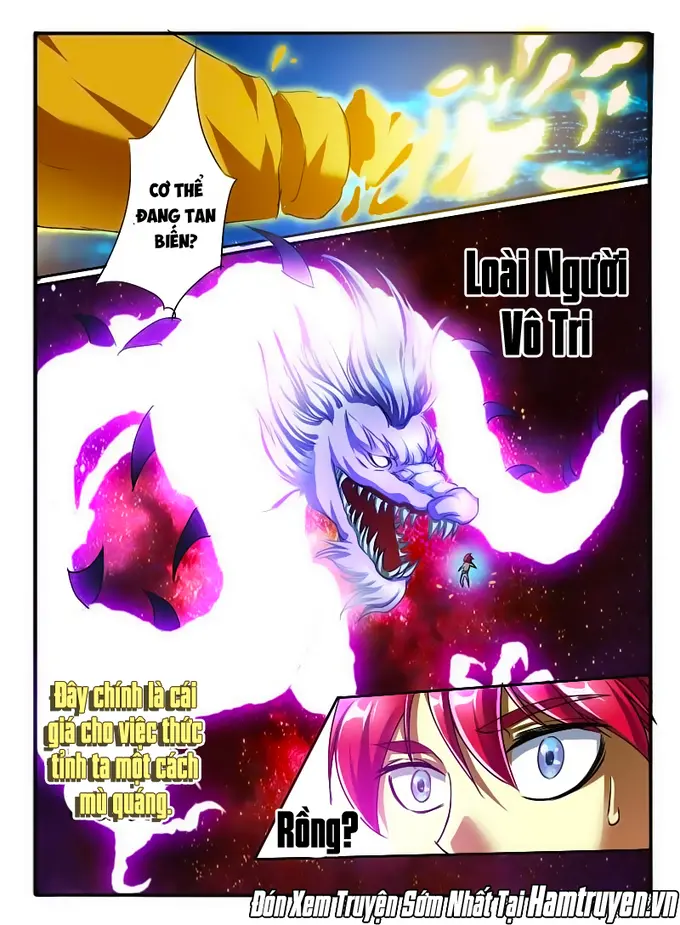 CƠ THỂ
ĐANG TAN
BIẾN?
Loài Người
Vô Tri
Đây chính là cái
giá cho việc thức
tỉnh ta một cách
mù quáng.
Rồng?
Đón Xem Truyện Sớm Nhất Tại Hamtruyen.vn